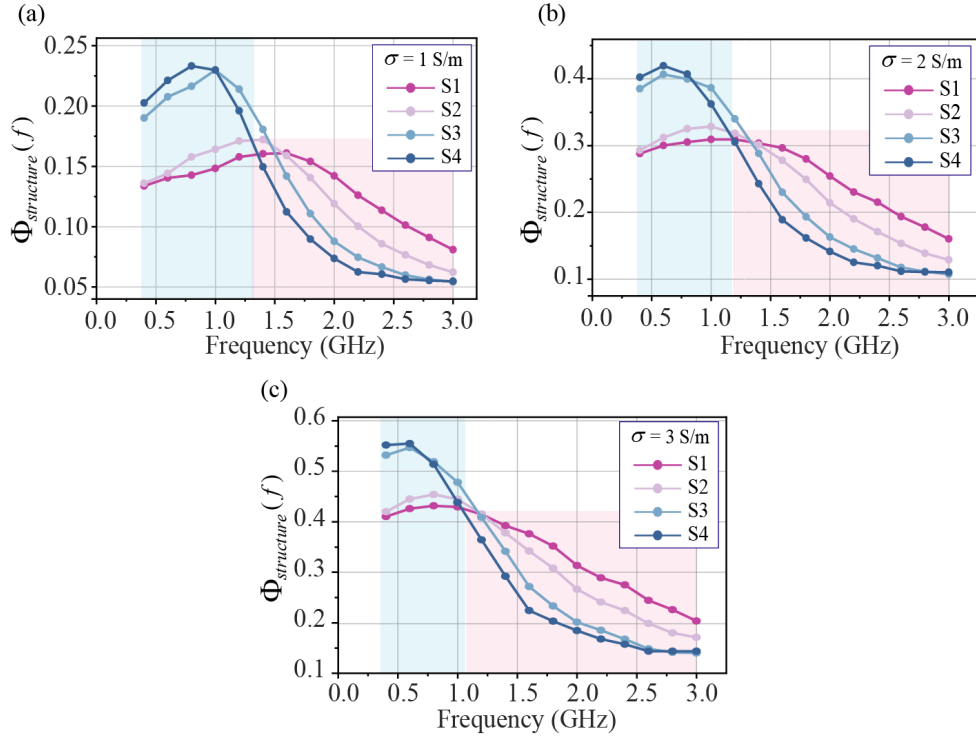 (a)
0.25
0.20
0.15
0.10
0.05
Φstructure(f)
σ = 1 S/m
S1
S2
S3
S4
0.0 0.5 1.0 1.5 2.0 2.5 3.0
Frequency (GHz)
(b)
0.4
0.3
0.2
0.1
Φstructure(f)
σ = 2 S/m
S1
S2
S3
S4
0.0 0.5 1.0 1.5 2.0 2.5 3.0
Frequency (GHz)
(c)
0.6
0.5
0.4
0.3
0.2
0.1
Φstructure(f)
σ = 3 S/m
S1
S2
S3
S4
0.0 0.5 1.0 1.5 2.0 2.5 3.0
Frequency (GHz)